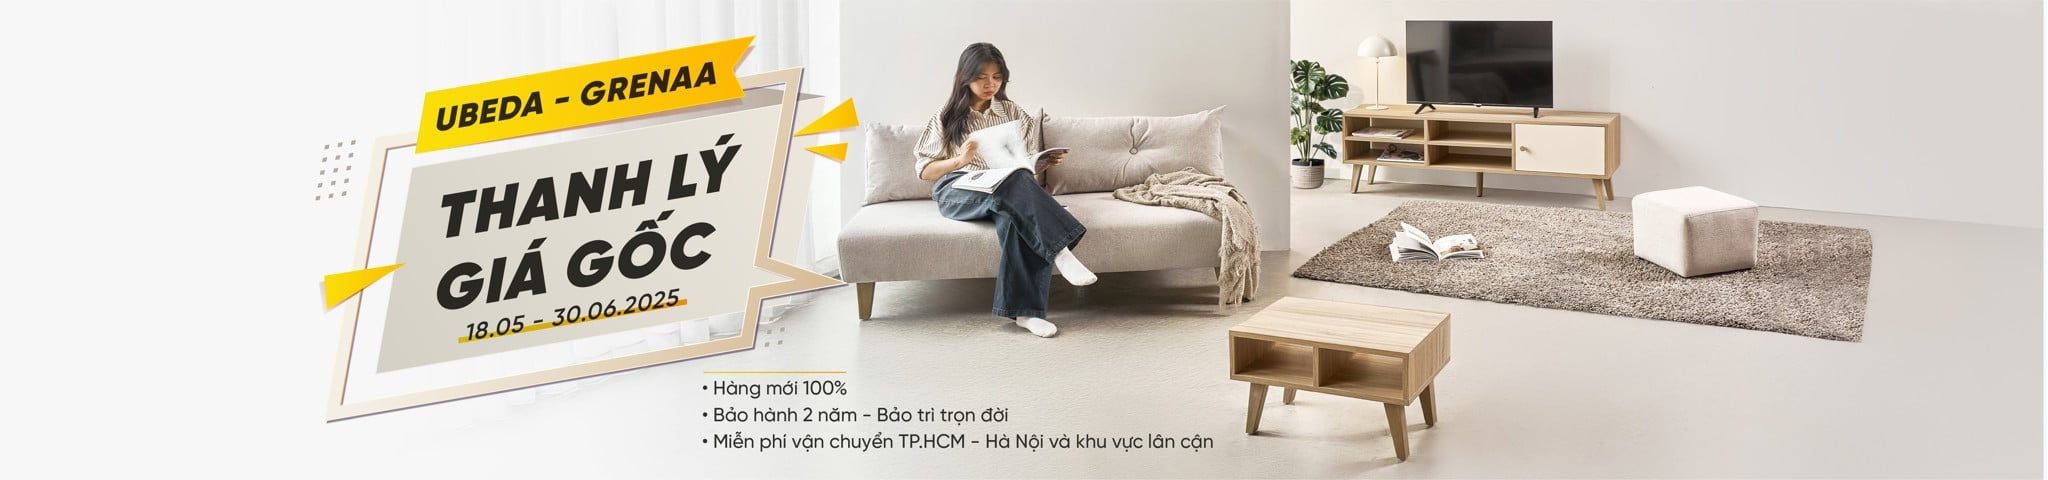 UBEDA - GRENAA
THANH LÝ
GIÁ GỐC
18.05 - 30.06.2025
• Hàng mới 100%
• Bảo hành 2 năm - Bảo trì trọn đời
• Miễn phí vận chuyển TP.HCM - Hà Nội và khu vực lân cận